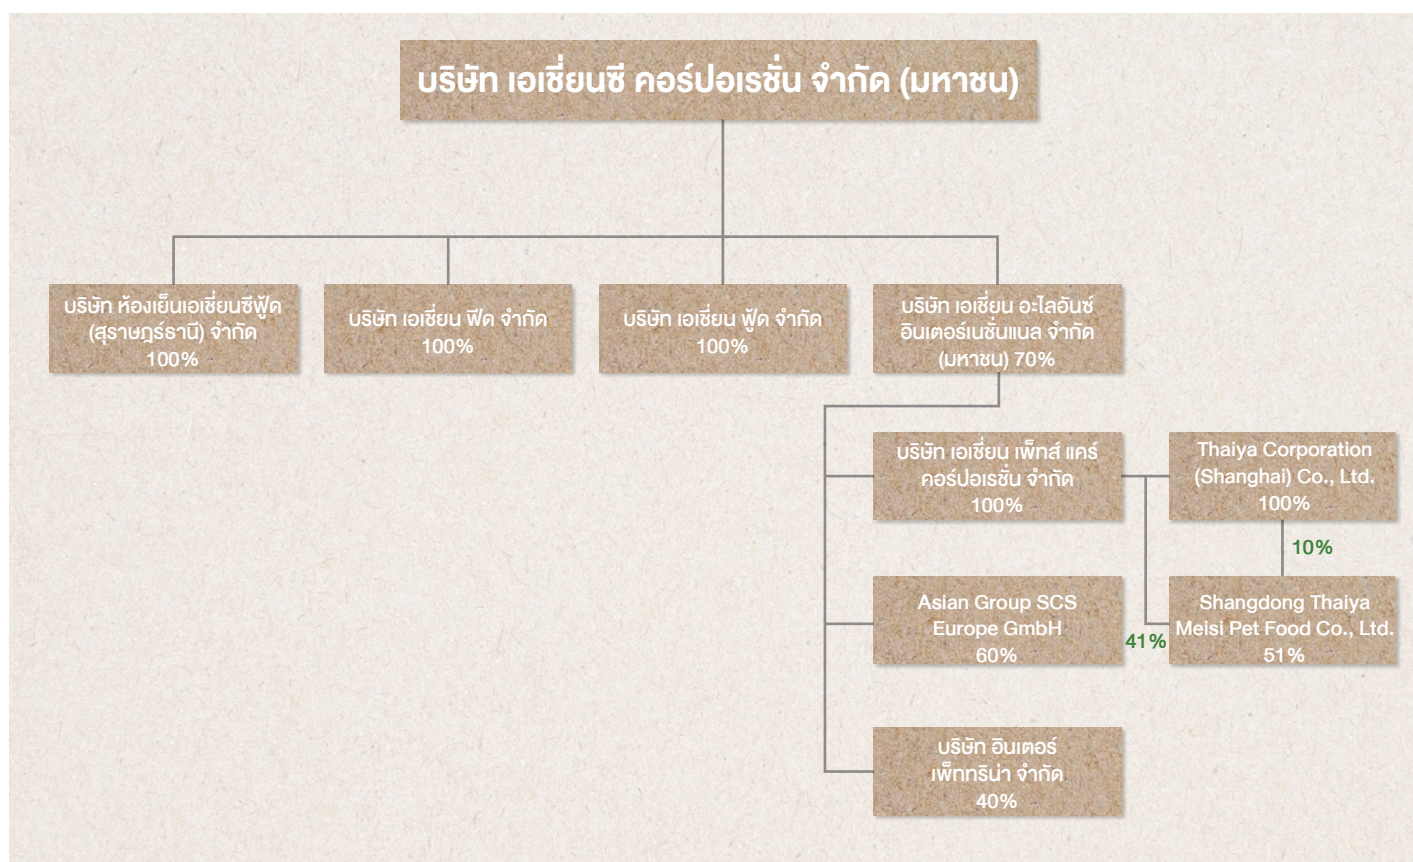 บริษัท เอเชี่ยนซี คอร์ปอเรชั่น จำกัด (มหาชน)
บริษัท ห้องเย็นเอเชี่ยนซีฟู้ด
(สุราษฎร์ธานี) จำกัด
100%
บริษัท เอเชี่ยน ฟีด จำกัด
100%
บริษัท เอเชี่ยน ฟู้ด จำกัด
100%
บริษัท เอเชี่ยน อะไลอันซ์
อินเตอร์เนชั่นแนล จำกัด
(มหาชน) 70%
บริษัท เอเชี่ยน เพ็ทส์ แคร์
คอร์ปอเรชั่น จำกัด
100%
Thaiya Corporation
(Shanghai) Co., Ltd.
100%
10%
Asian Group SCS
Europe GmbH
60%
41%
Shangdong Thaiya
Meisi Pet Food Co., Ltd.
51%
บริษัท อินเตอร์
เพ็ททริน่า จำกัด
40%